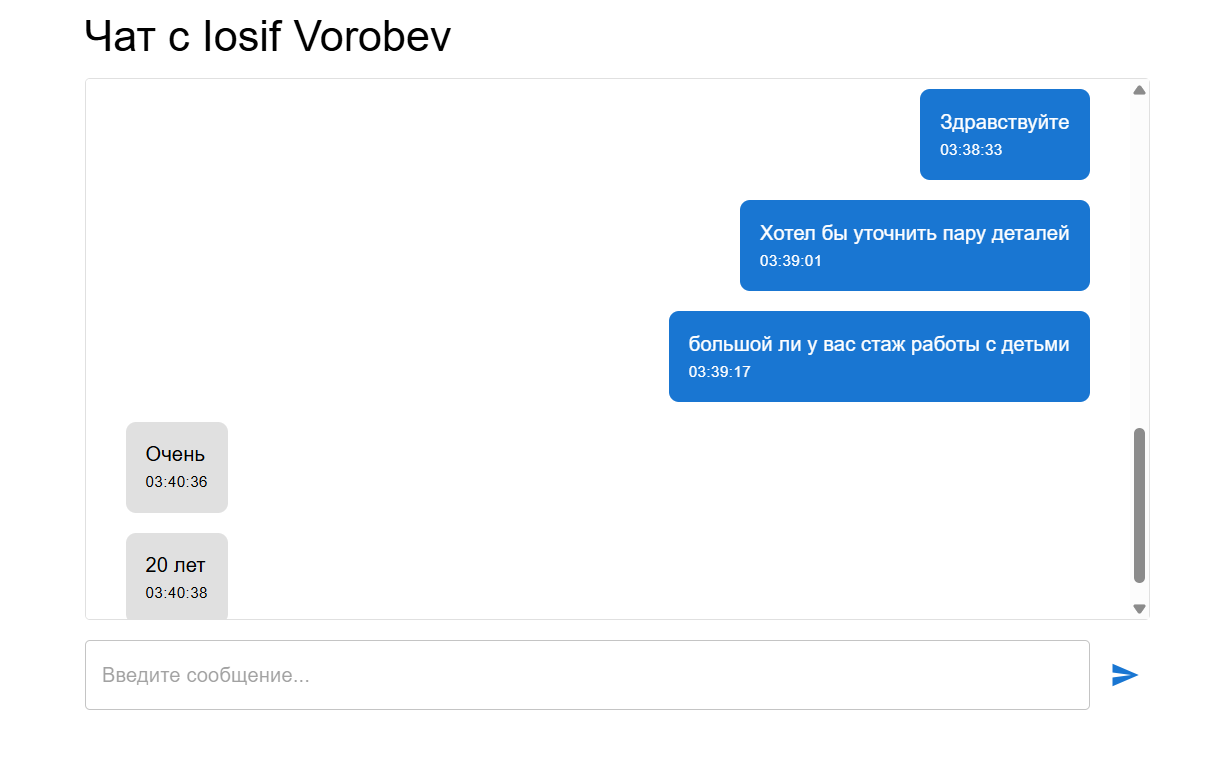 Чат с Iosif Vorobev
Здравствуйте
03:38:33
Хотел бы уточнить пару деталей
03:39:01
большой ли у вас стаж работы с детьми
03:39:17
Очень
03:40:36
20 лет
03:40:38
Введите сообщение...